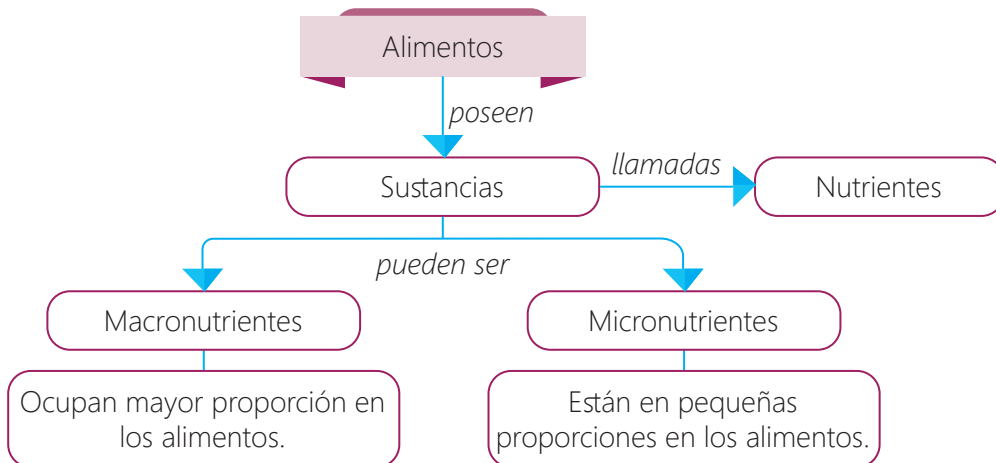 Alimentos
poseen
Sustancias
llamadas
Nutrientes
pueden ser
Macronutrientes
Micronutrientes
Ocupan mayor proporción en
los alimentos.
Están en pequeñas
proporciones en los alimentos.